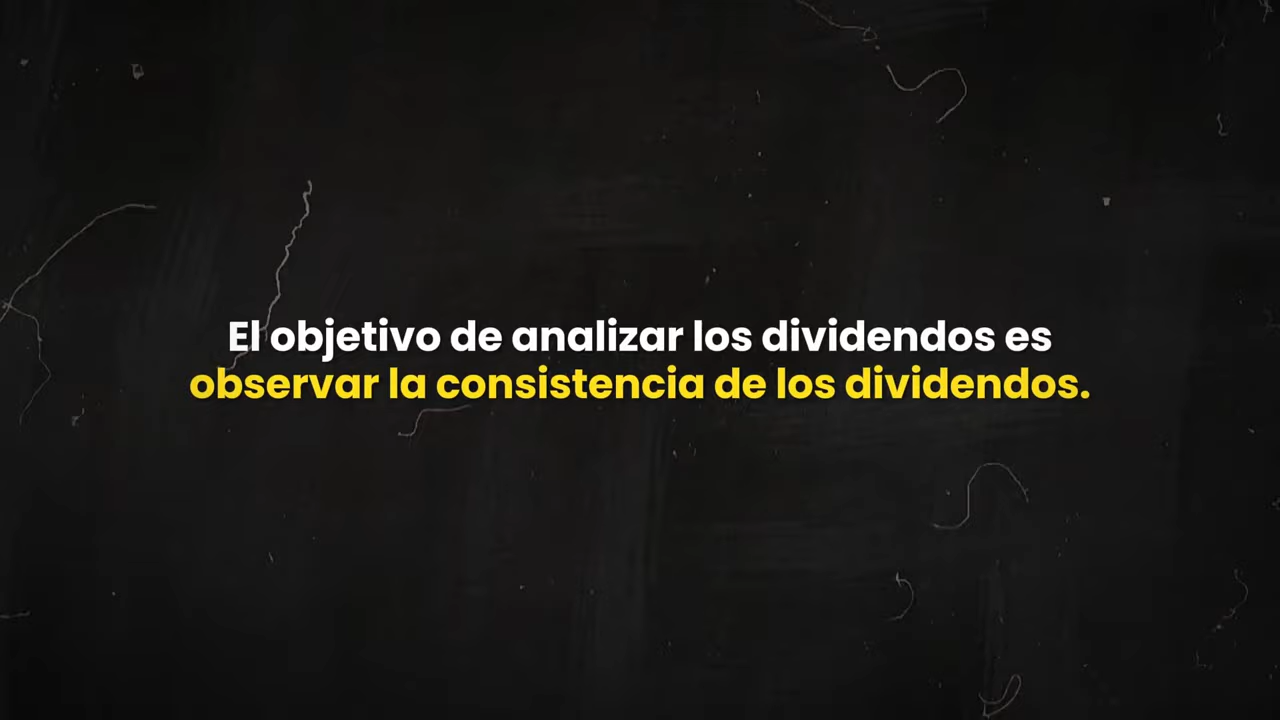 El objetivo de analizar los dividendos es
observar la consistencia de los dividendos.